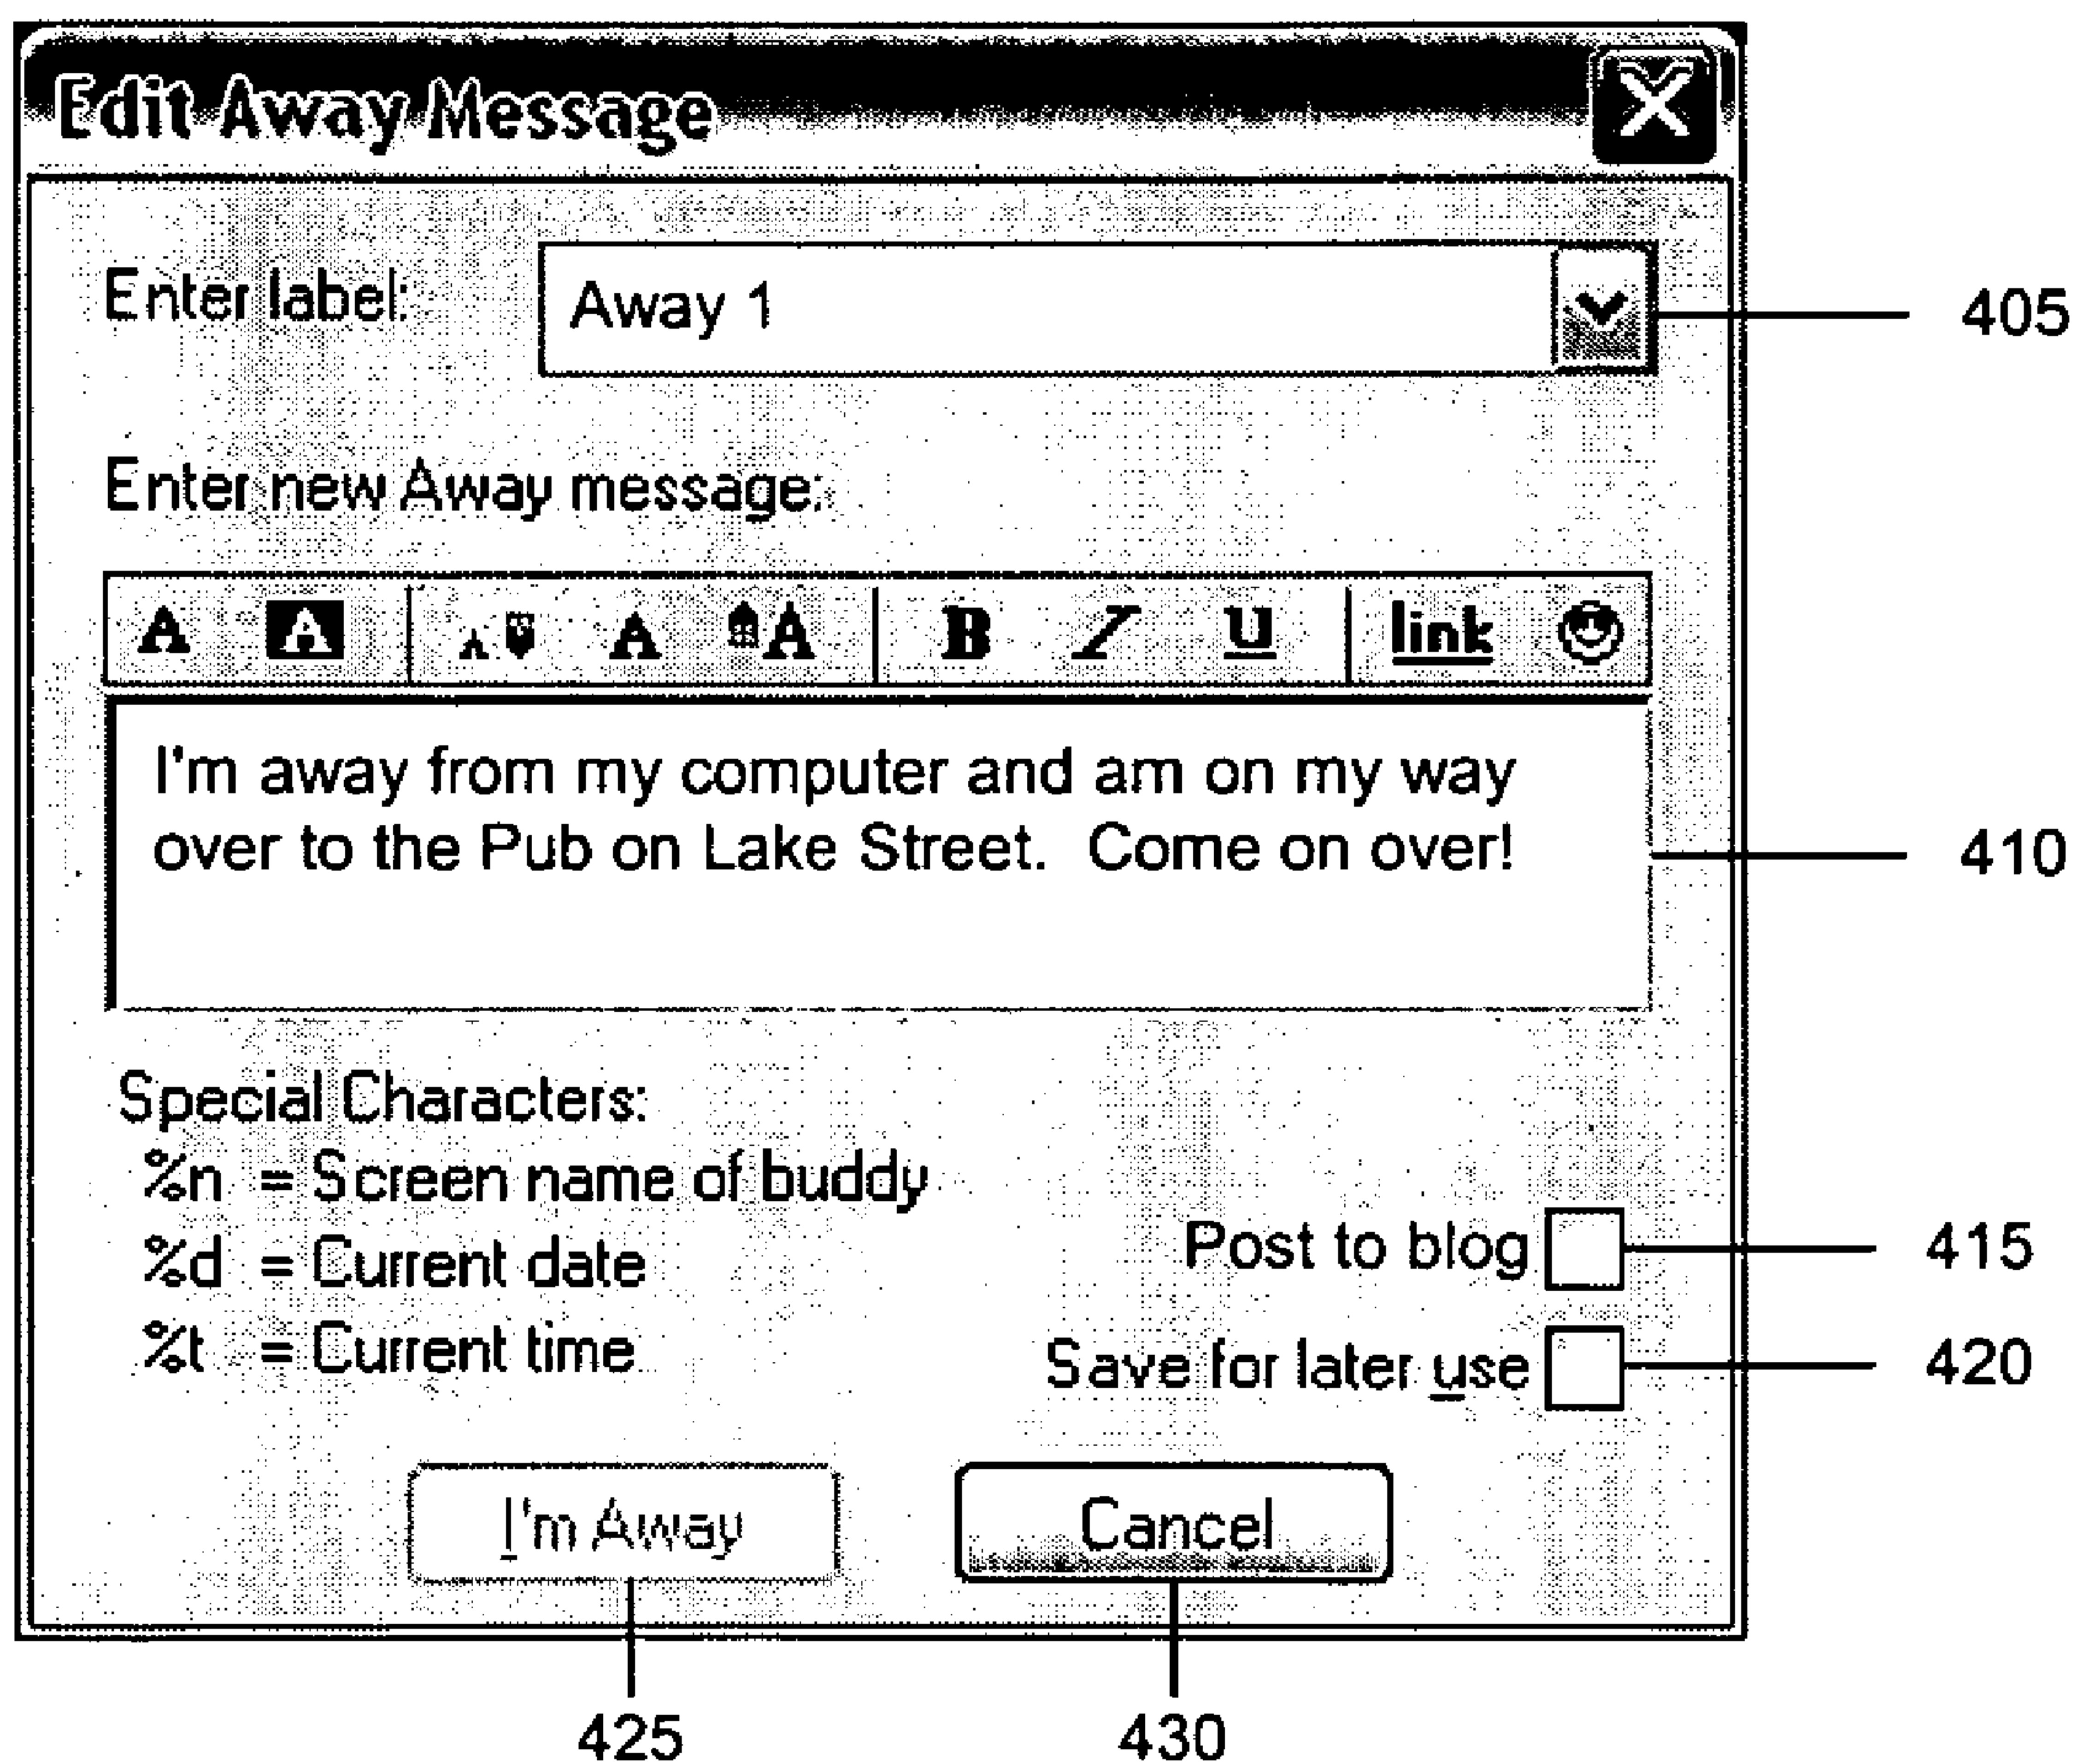 Edit Away Message X
Enter label: Away 1 405
Enter new Away message:
A A A A A B I U link
I'm away from my computer and am on my way
over to the Pub on Lake Street.  Come on over!
410
Special Characters:
%n = Screen name of buddy
%d = Current date
%t = Current time
Post to blog 415
Save for later use 420
I'm Away Cancel
425 430